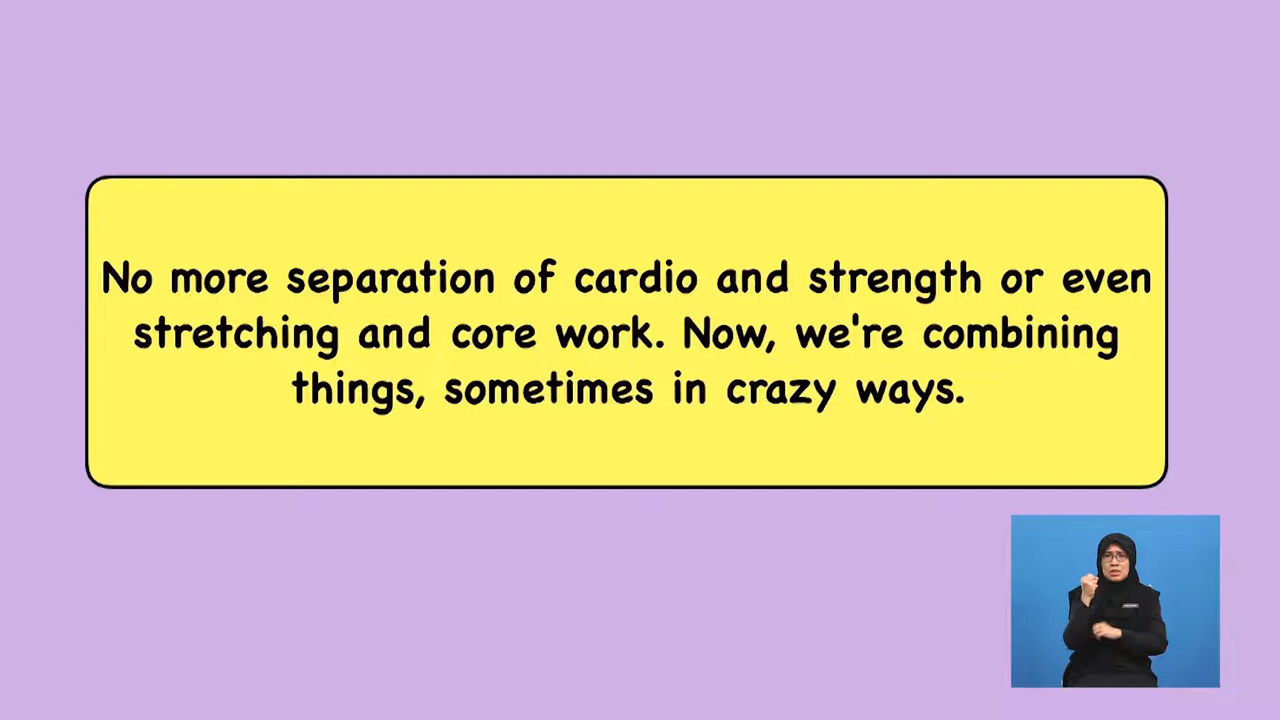 No more separation of cardio and strength or even
stretching and core work. Now, we're combining
things, sometimes in crazy ways.